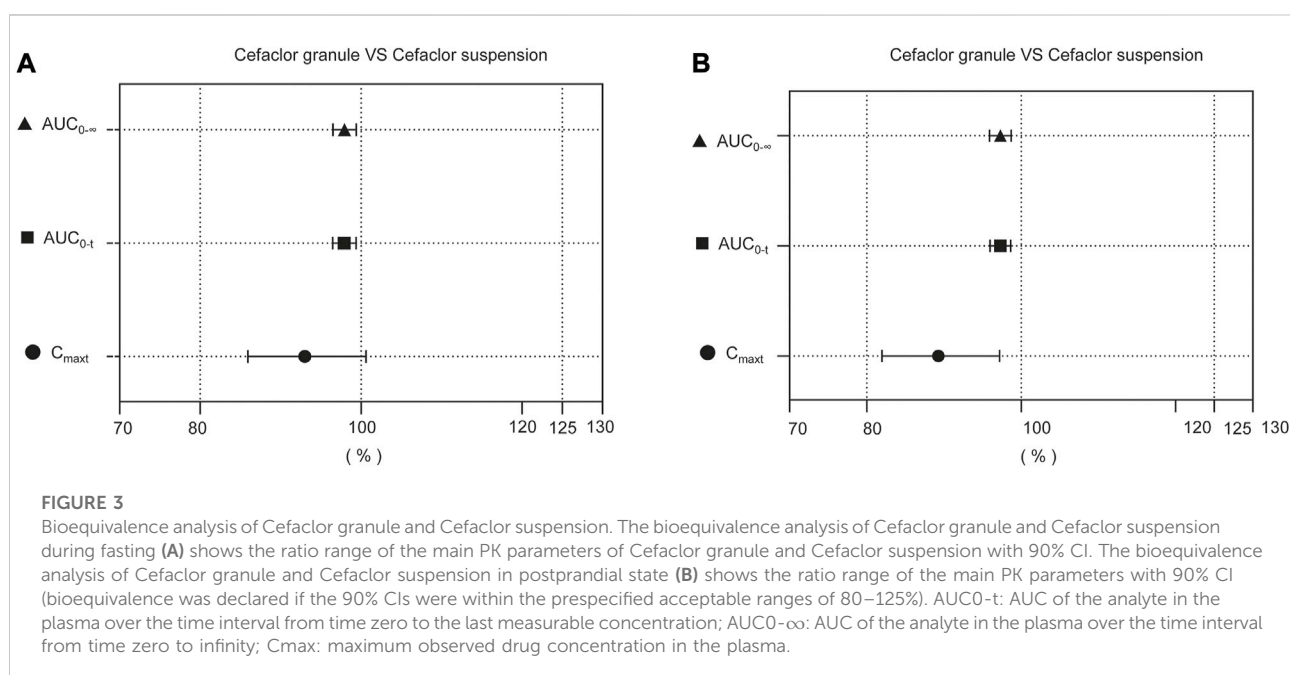 A
Cefaclor granule VS Cefaclor suspension
▲ AUC0-∞
■ AUC0-t
● Cmaxt
70 80 100 120 125 130
( % )
B
Cefaclor granule VS Cefaclor suspension
▲ AUC0-∞
■ AUC0-t
● Cmaxt
70 80 100 120 125 130
( % )
FIGURE 3
Bioequivalence analysis of Cefaclor granule and Cefaclor suspension. The bioequivalence analysis of Cefaclor granule and Cefaclor suspension
during fasting (A) shows the ratio range of the main PK parameters of Cefaclor granule and Cefaclor suspension with 90% CI. The bioequivalence
analysis of Cefaclor granule and Cefaclor suspension in postprandial state (B) shows the ratio range of the main PK parameters with 90% CI
(bioequivalence was declared if the 90% CIs were within the prespecified acceptable ranges of 80–125%). AUC0-t: AUC of the analyte in the
plasma over the time interval from time zero to the last measurable concentration; AUC0-∞: AUC of the analyte in the plasma over the time interval
from time zero to infinity; Cmax: maximum observed drug concentration in the plasma.